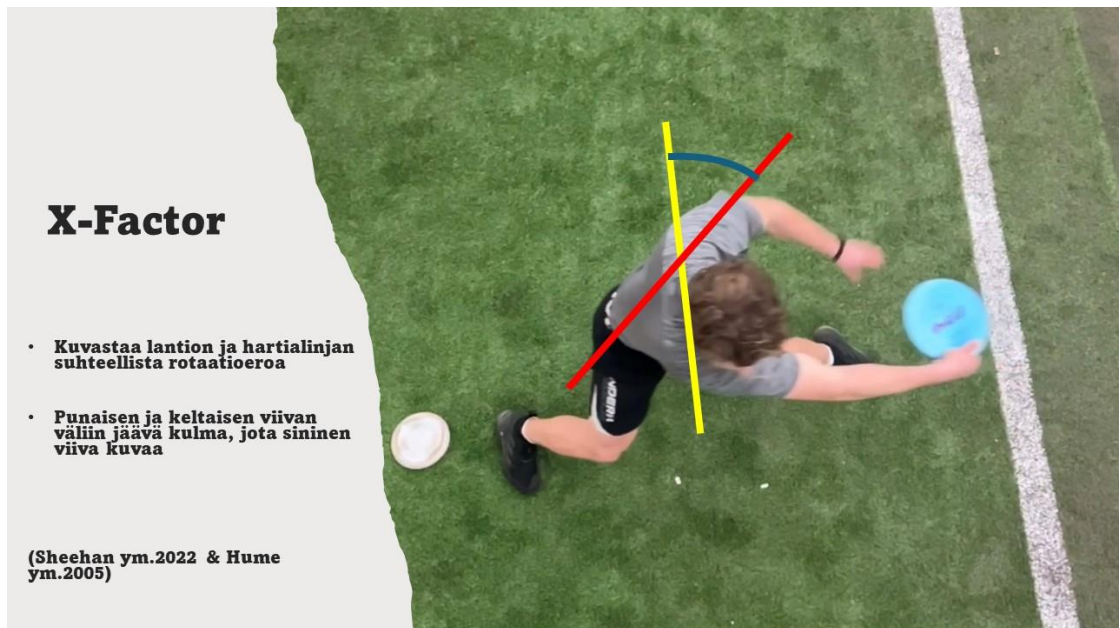 X-Factor
• Kuvastaa lantion ja hartialinjan
suhteellista rotaatioeroa
• Punaisen ja keltaisen viivan
väliin jäävä kulma, jota sininen
viiva kuvaa
(Sheehan ym.2022 & Hume
ym.2005)